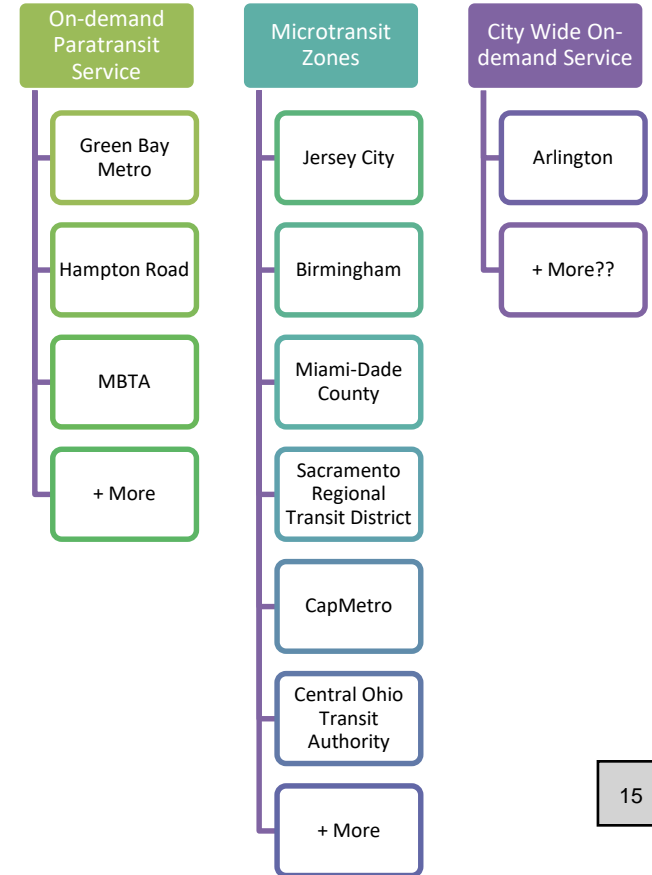 On-demand
Paratransit
Service
Green Bay
Metro
Hampton Road
MBTA
+ More
Microtransit
Zones
Jersey City
Birmingham
Miami-Dade
County
Sacramento
Regional
Transit District
CapMetro
Central Ohio
Transit
Authority
+ More
City Wide On-
demand Service
Arlington
+ More??
15